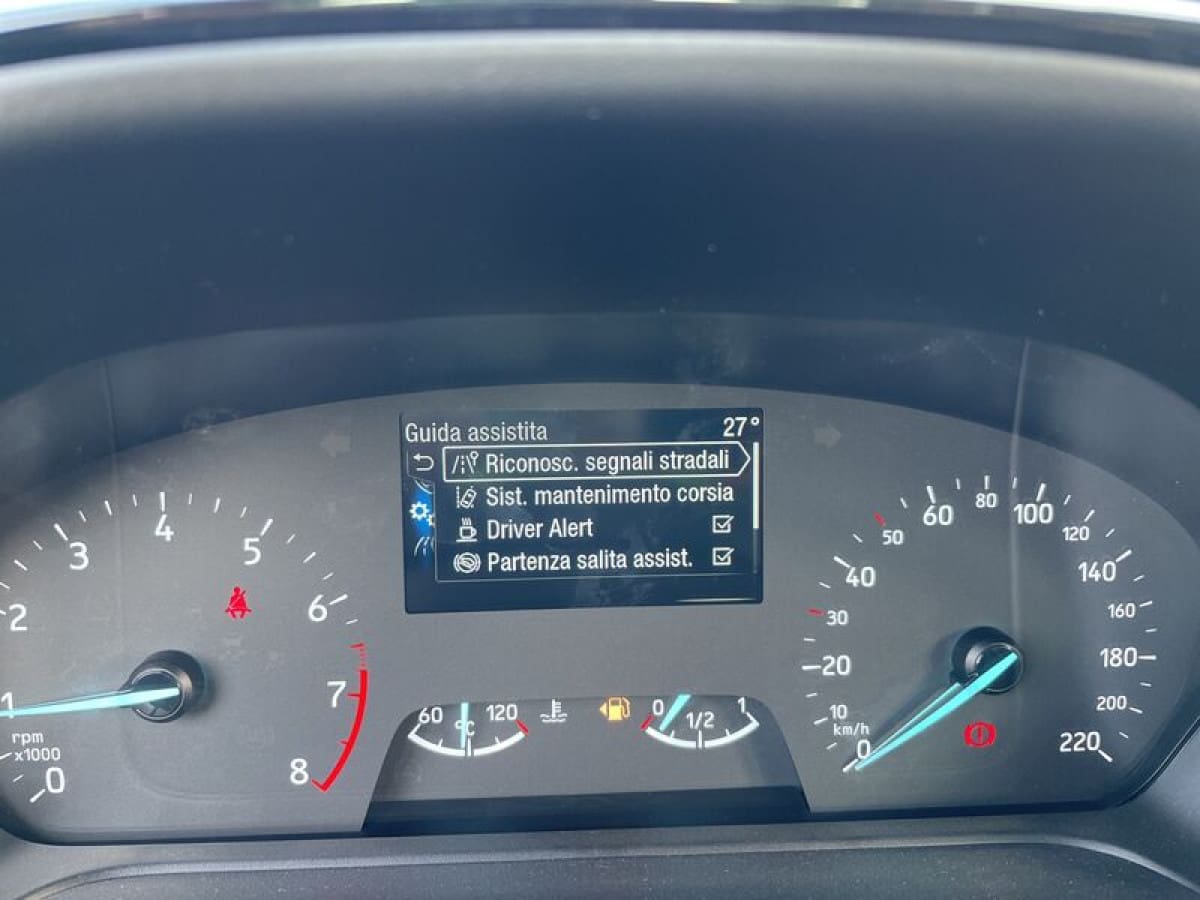 Guida assistita 27°
Riconosc. segnali stradali
Sist. mantenimento corsia
Driver Alert
Partenza salita assist.
0
1
2
3
4
5
6
7
8
rpm
x1000
60 °C 120
0 1/2 1
0
10
20
30
40
50
60
80
100
120
140
160
180
200
220
km/h